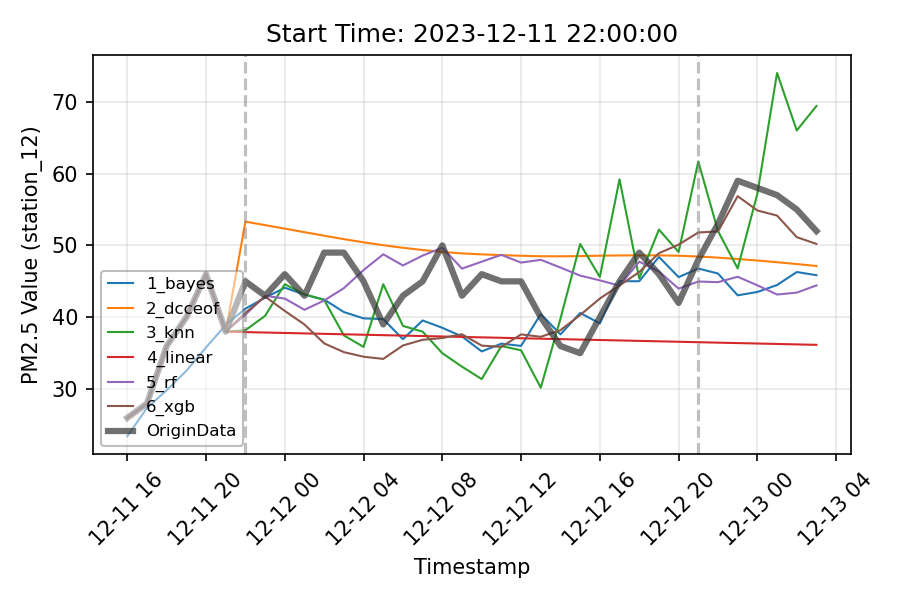 Start Time: 2023-12-11 22:00:00
PM2.5 Value (station_12)
70
60
50
40
30
1_bayes
2_dcceof
3_knn
4_linear
5_rf
6_xgb
OriginData
12-11 16
12-11 20
12-12 00
12-12 04
12-12 08
12-12 12
12-12 16
12-12 20
12-13 00
12-13 04
Timestamp